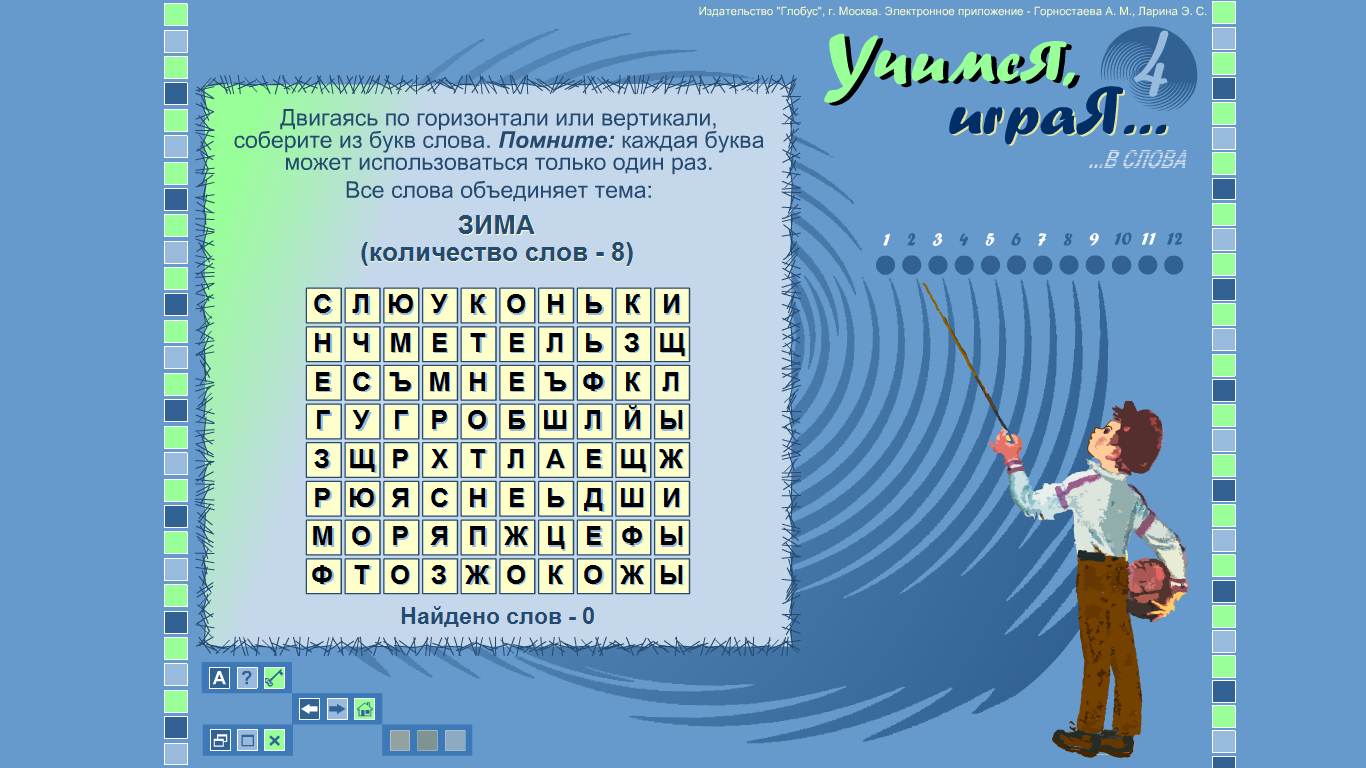 Издательство "Глобус", г. Москва. Электронное приложение - Горностаева А. М., Ларина Э. С.
Учимся, 4
играЯ...
...В СЛОВА
Двигаясь по горизонтали или вертикали,
соберите из букв слова. Помните: каждая буква
может использоваться только один раз.
Все слова объединяет тема:
ЗИМА
(количество слов - 8)
1 2 3 4 5 6 7 8 9 10 11 12
С Л Ю У К О Н Ь К И
Н Ч М Е Т Е Л Ь З Щ
Е С Ъ М Н Е Ъ Ф К Л
Г У Г Р О Б Ш Л Й Ы
З Щ Р Х Т Л А Е Щ Ж
Р Ю Я С Н Е Ь Д Ш И
М О Р Я П Ж Ц Е Ф Ы
Ф Т О З Ж О К О Ж Ы
Найдено слов - 0
А ?